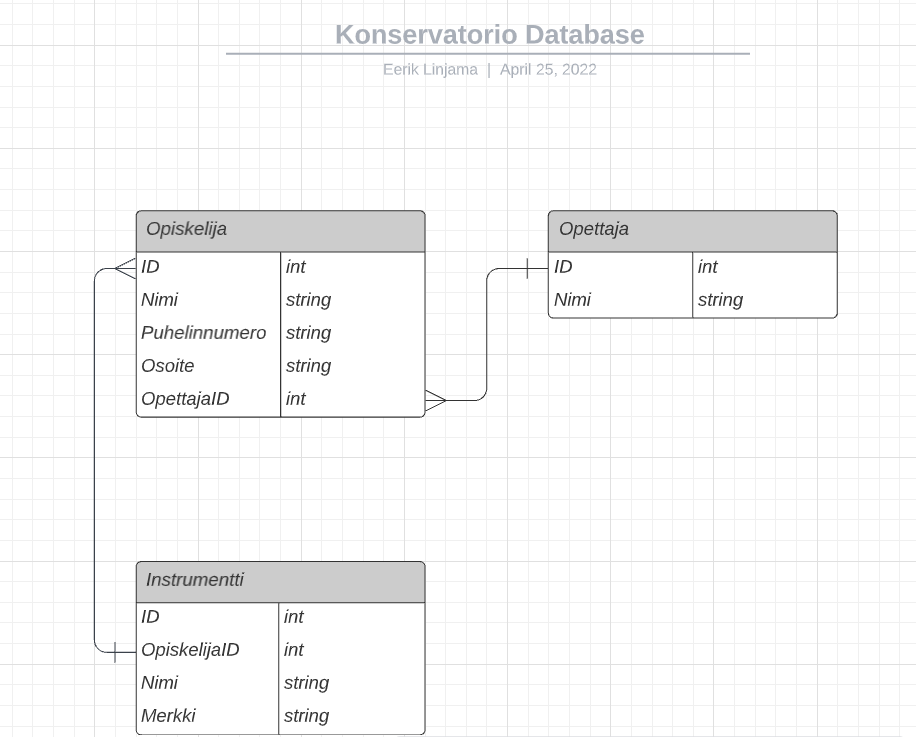 Konservatorio Database
Eerik Linjama | April 25, 2022
Opiskelija
ID int
Nimi string
Puhelinnumero string
Osoite string
OpettajaID int
Opettaja
ID int
Nimi string
Instrumentti
ID int
OpiskelijaID int
Nimi string
Merkki string